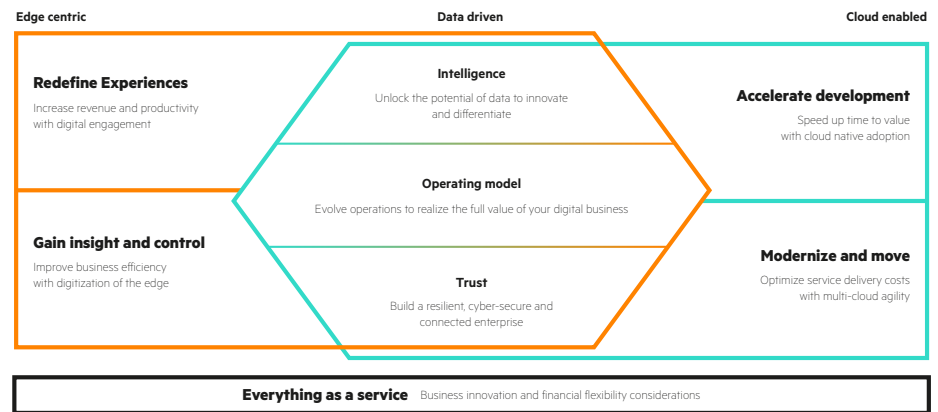 Edge centric
Data driven
Cloud enabled
Redefine Experiences
Increase revenue and productivity
with digital engagement
Gain insight and control
Improve business efficiency
with digitization of the edge
Intelligence
Unlock the potential of data to innovate
and differentiate
Operating model
Evolve operations to realize the full value of your digital business
Trust
Build a resilient, cyber-secure and
connected enterprise
Accelerate development
Speed up time to value
with cloud native adoption
Modernize and move
Optimize service delivery costs
with multi-cloud agility
Everything as a service Business innovation and financial flexibility considerations